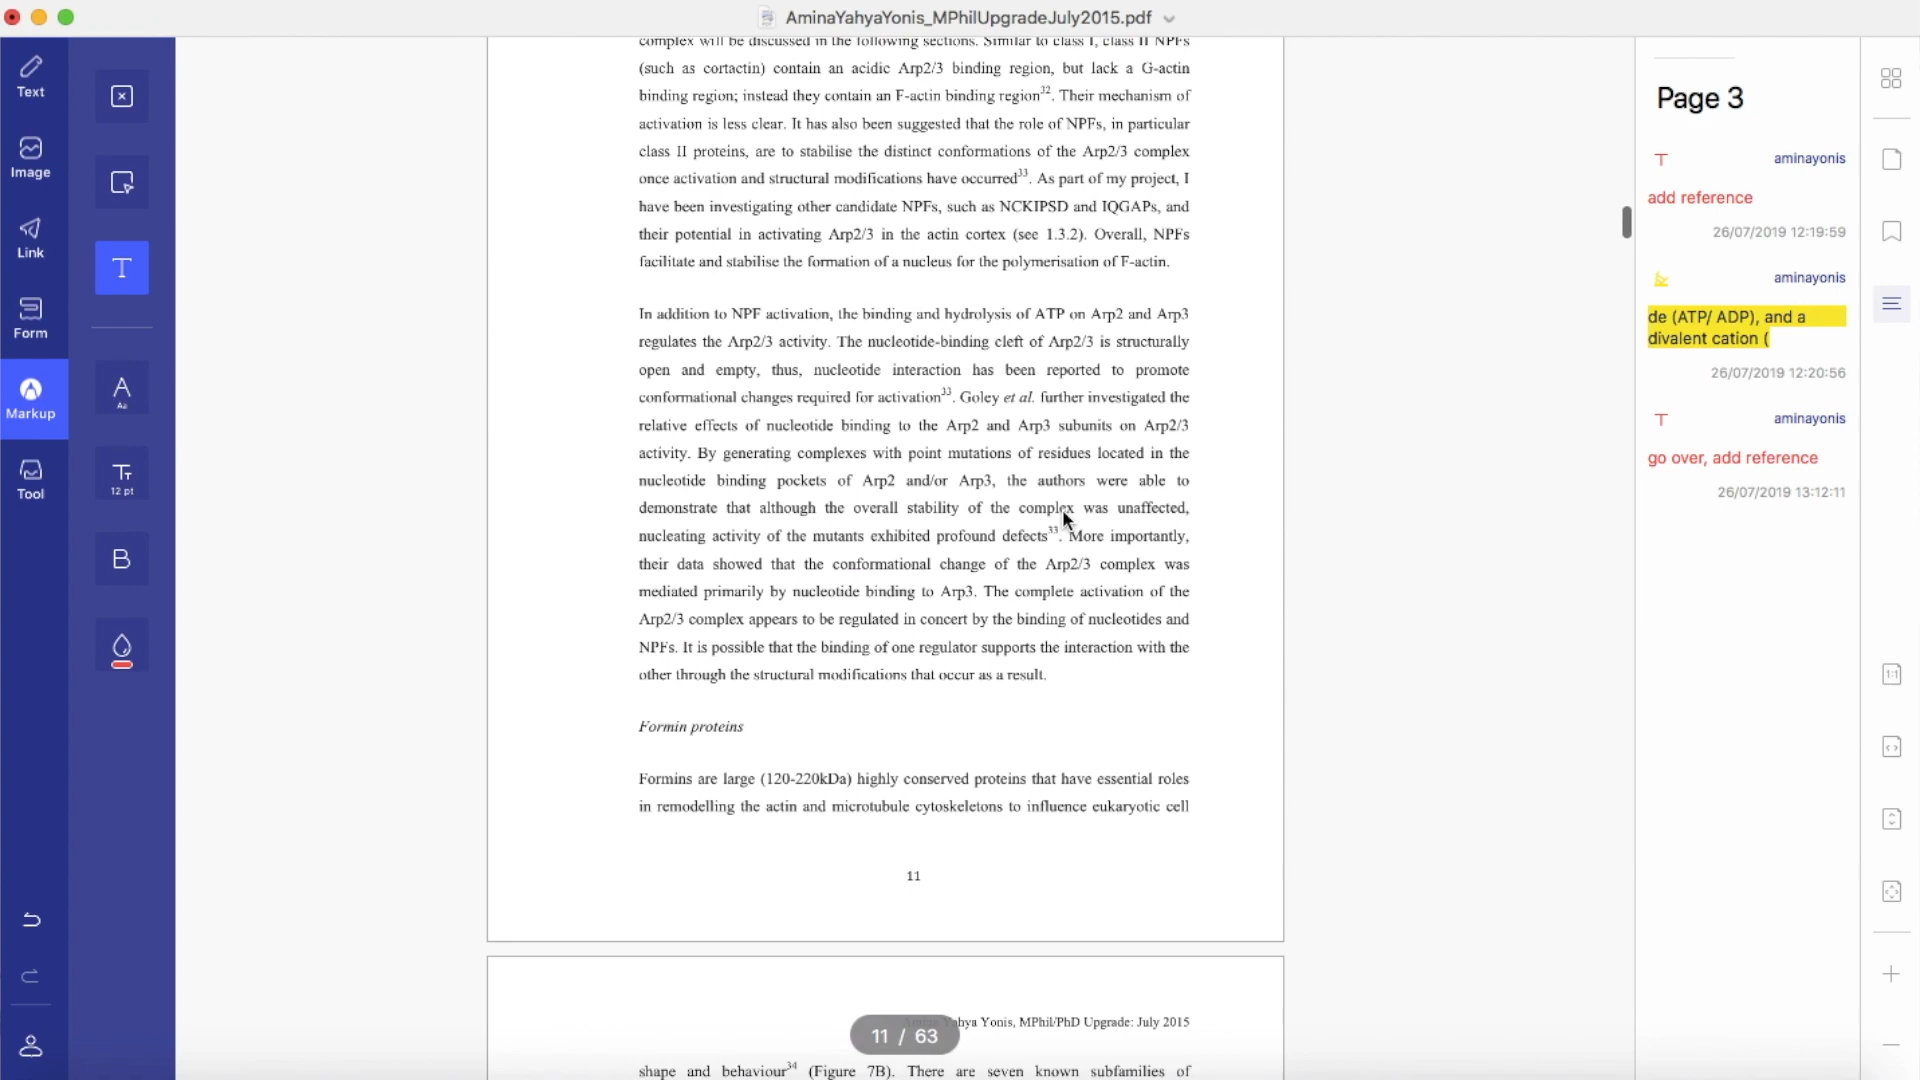 AminaYahyaYonis_MPhilUpgradeJuly2015.pdf
Text
Image
Link
Form
Markup
Tool
Aa
12 pt
B
complex will be discussed in the following sections. Similar to class I, class II NPFs
(such as cortactin) contain an acidic Arp2/3 binding region, but lack a G-actin
binding region; instead they contain an F-actin binding region32. Their mechanism of
activation is less clear. It has also been suggested that the role of NPFs, in particular
class II proteins, are to stabilise the distinct conformations of the Arp2/3 complex
once activation and structural modifications have occurred33. As part of my project, I
have been investigating other candidate NPFs, such as NCKIPSD and IQGAPs, and
their potential in activating Arp2/3 in the actin cortex (see 1.3.2). Overall, NPFs
facilitate and stabilise the formation of a nucleus for the polymerisation of F-actin.
In addition to NPF activation, the binding and hydrolysis of ATP on Arp2 and Arp3
regulates the Arp2/3 activity. The nucleotide-binding cleft of Arp2/3 is structurally
open and empty, thus, nucleotide interaction has been reported to promote
conformational changes required for activation33. Goley et al. further investigated the
relative effects of nucleotide binding to the Arp2 and Arp3 subunits on Arp2/3
activity. By generating complexes with point mutations of residues located in the
nucleotide binding pockets of Arp2 and/or Arp3, the authors were able to
demonstrate that although the overall stability of the complex was unaffected,
nucleating activity of the mutants exhibited profound defects33. More importantly,
their data showed that the conformational change of the Arp2/3 complex was
mediated primarily by nucleotide binding to Arp3. The complete activation of the
Arp2/3 complex appears to be regulated in concert by the binding of nucleotides and
NPFs. It is possible that the binding of one regulator supports the interaction with the
other through the structural modifications that occur as a result.
Formin proteins
Formins are large (120-220kDa) highly conserved proteins that have essential roles
in remodelling the actin and microtubule cytoskeletons to influence eukaryotic cell
11
Yahya Yonis, MPhil/PhD Upgrade: July 2015
11 / 63
shape and behaviour34 (Figure 7B). There are seven known subfamilies of
Page 3
aminayonis
add reference
26/07/2019 12:19:59
aminayonis
de (ATP/ ADP), and a
divalent cation (
26/07/2019 12:20:56
aminayonis
go over, add reference
26/07/2019 13:12:11
1:1